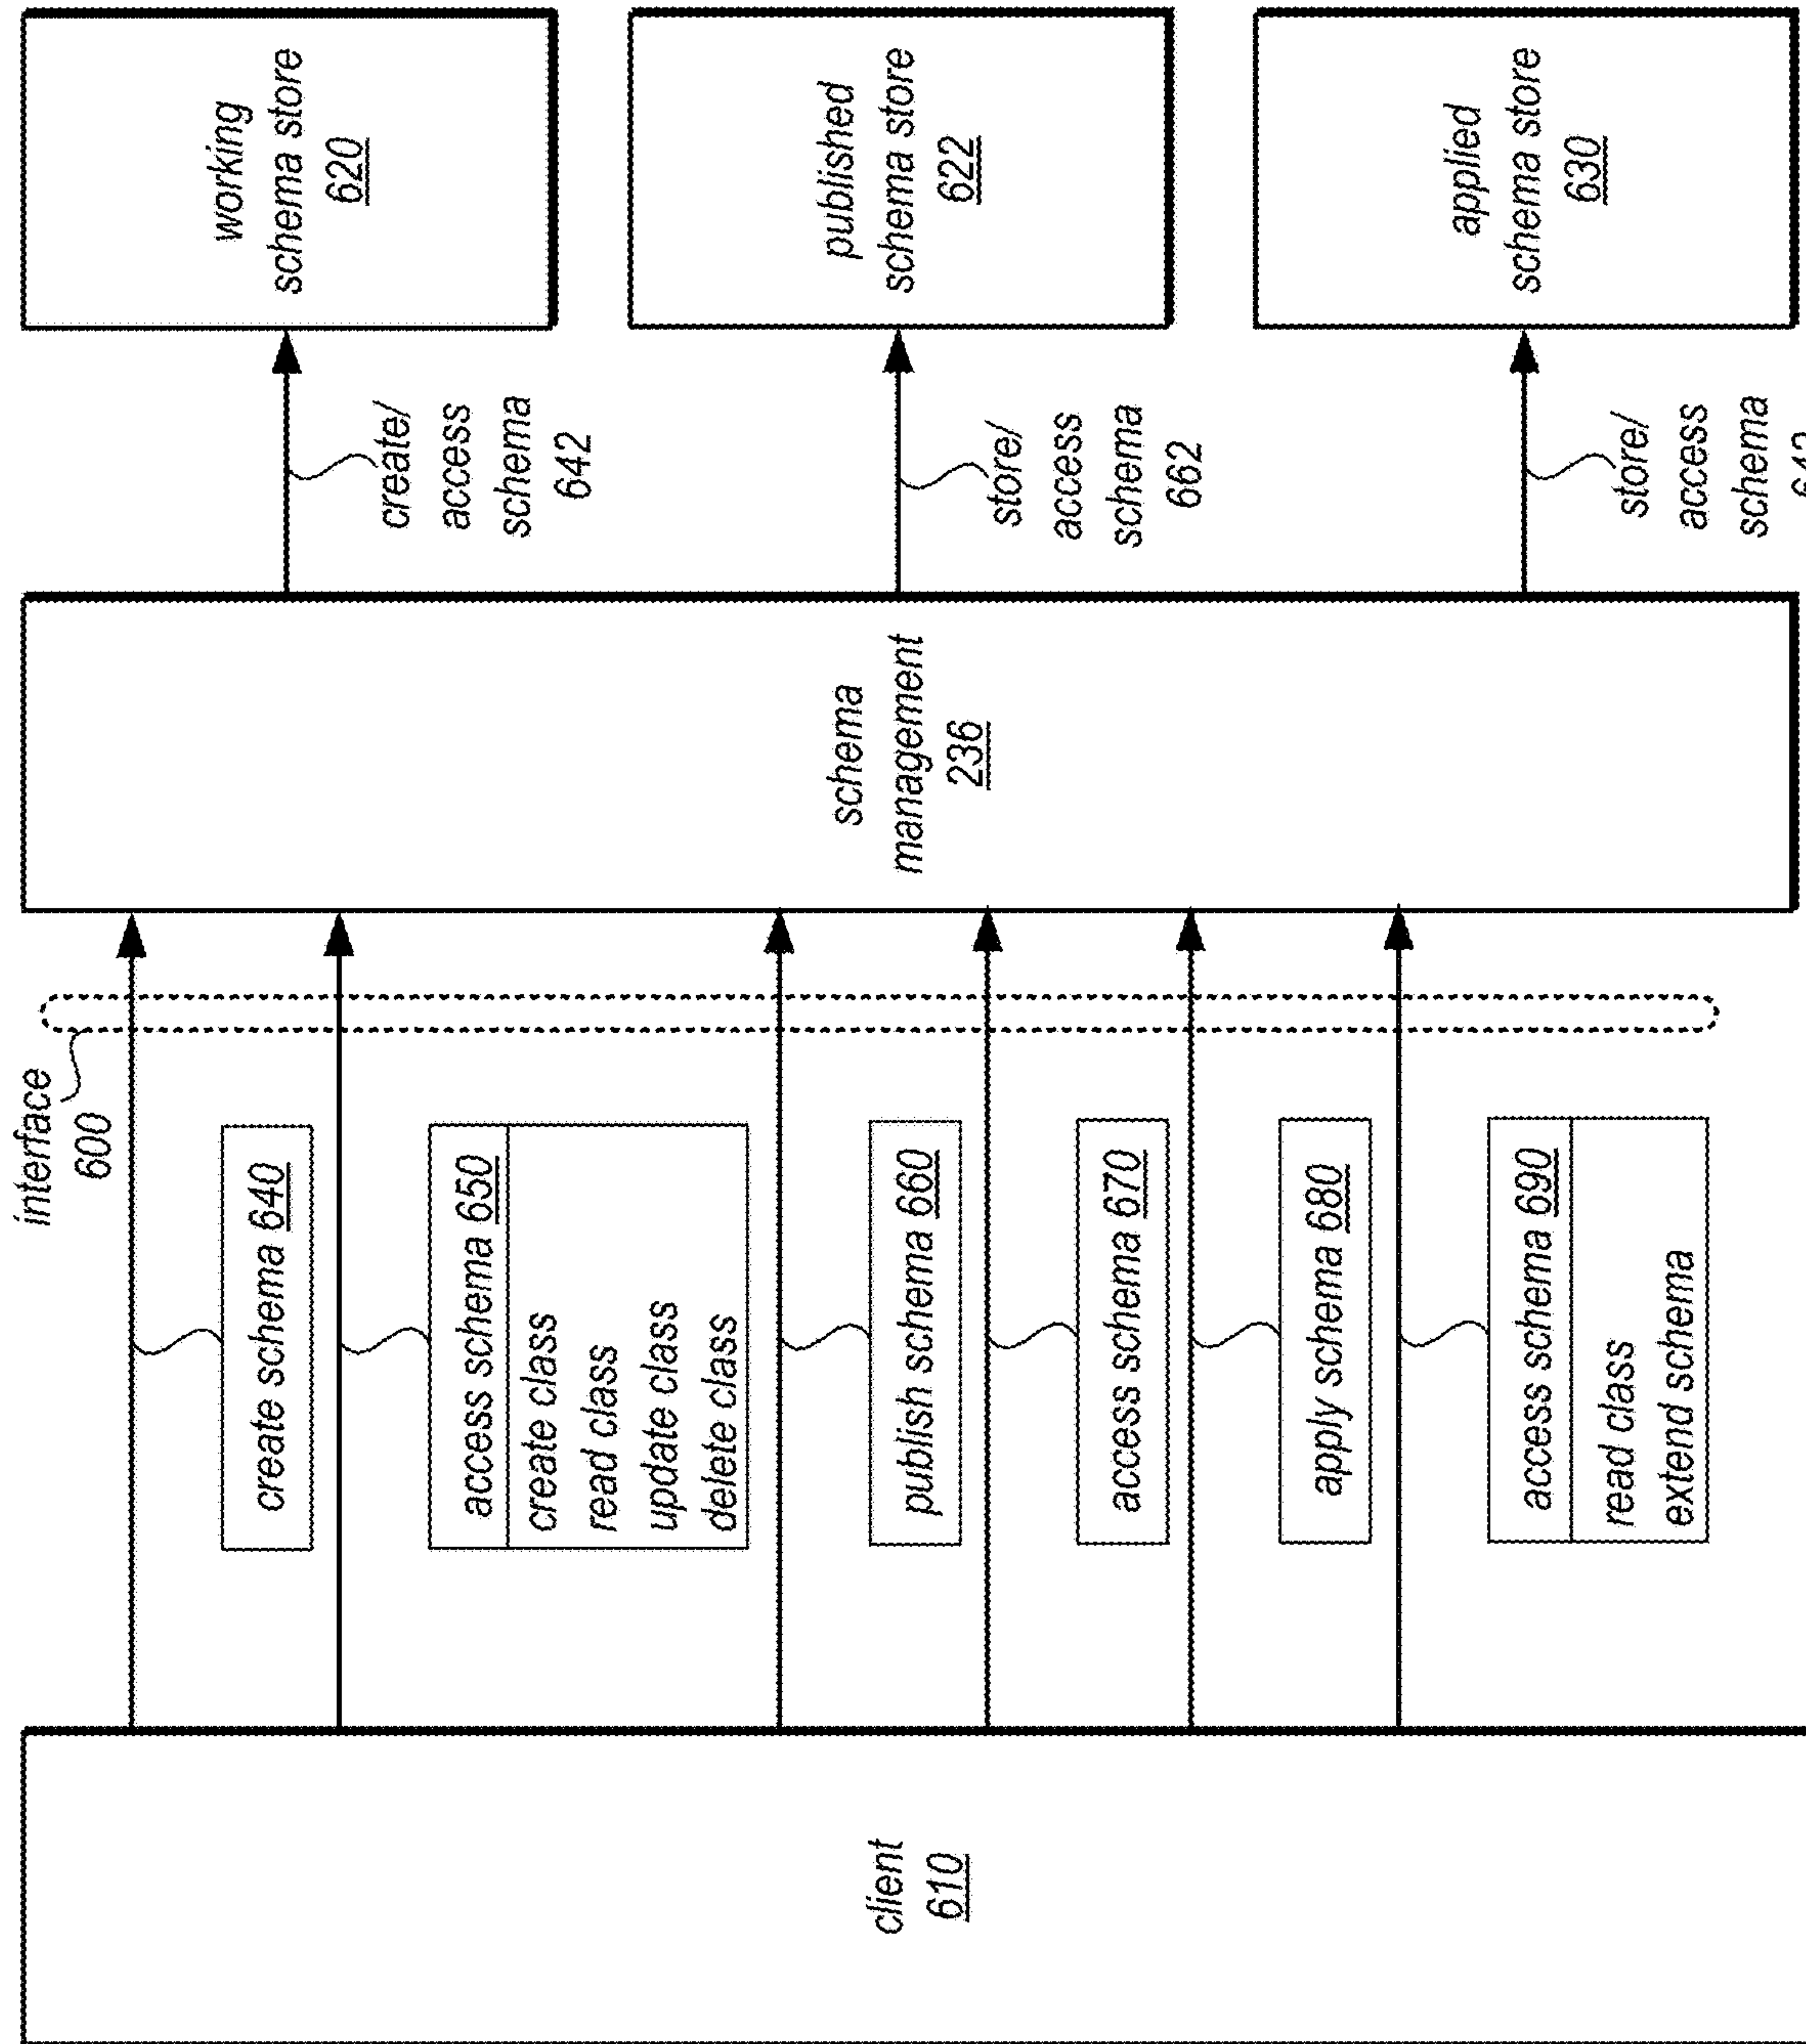 client
610
interface
600
create schema 640
access schema 650
create class
read class
update class
delete class
publish schema 660
access schema 670
apply schema 680
access schema 690
read class
extend schema
schema
management
236
create/
access
schema
642
store/
access
schema
662
store/
access
schema
working
schema store
620
published
schema store
622
applied
schema store
630